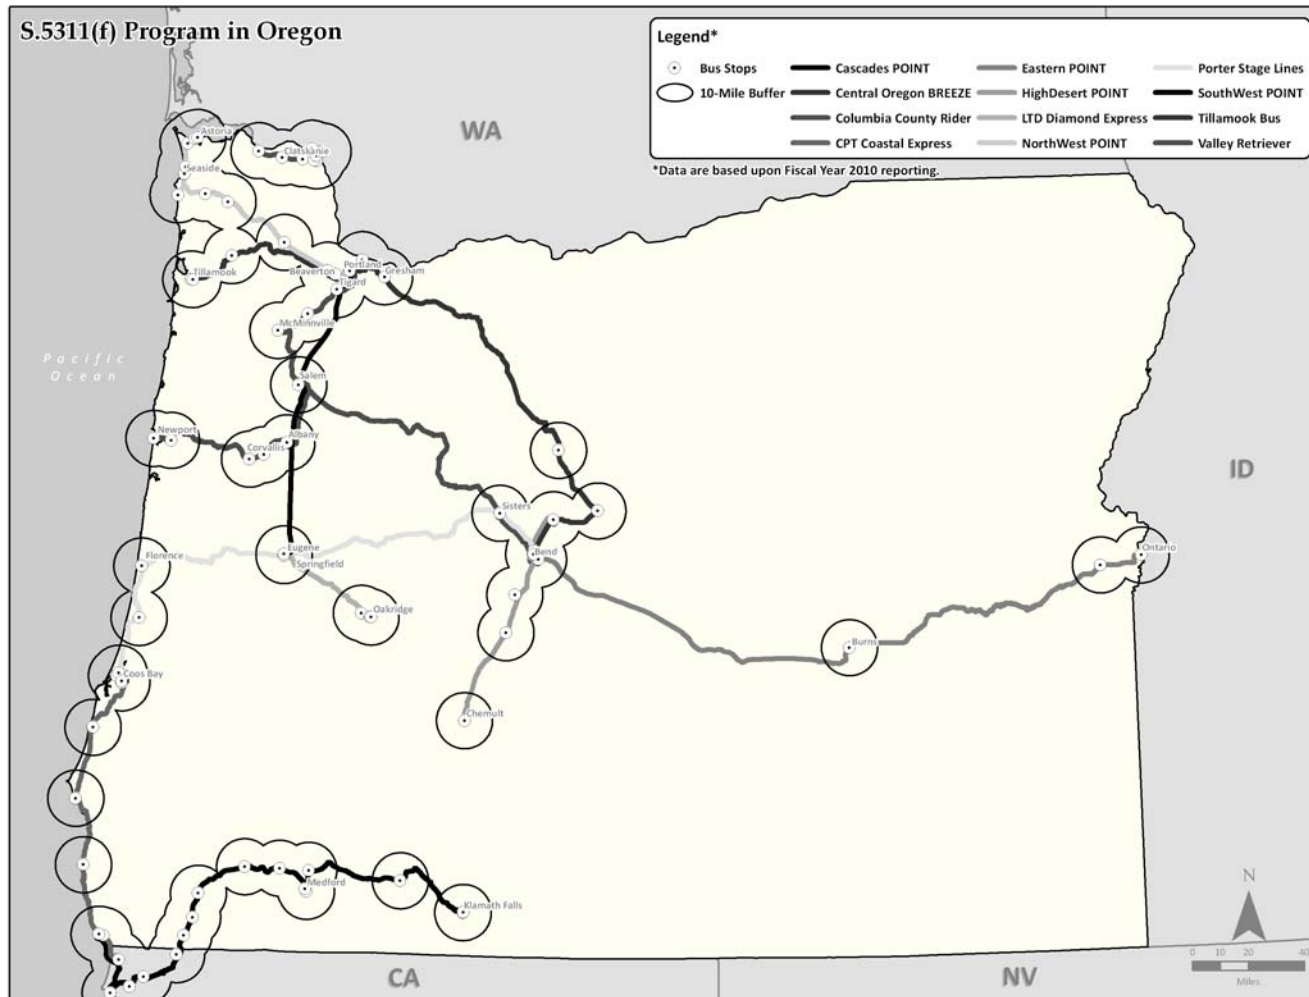 S.5311(f) Program in Oregon
Legend*
Bus Stops
10-Mile Buffer
Cascades POINT
Central Oregon BREEZE
Columbia County Rider
CPT Coastal Express
Eastern POINT
HighDesert POINT
LTD Diamond Express
NorthWest POINT
Porter Stage Lines
SouthWest POINT
Tillamook Bus
Valley Retriever
*Data are based upon Fiscal Year 2010 reporting.
WA
Astoria
Clatskanie
Seaside
Tillamook
Beaverton
Portland
Gresham
Tigard
McMinnville
Pacific
Ocean
Salem
Newport
Albany
Corvallis
ID
Sisters
Eugene
Bend
Florence
Springfield
Ontario
Oakridge
Burns
Coos Bay
Chemult
Medford
Klamath Falls
N
CA
NV
0 10 20 40
Miles